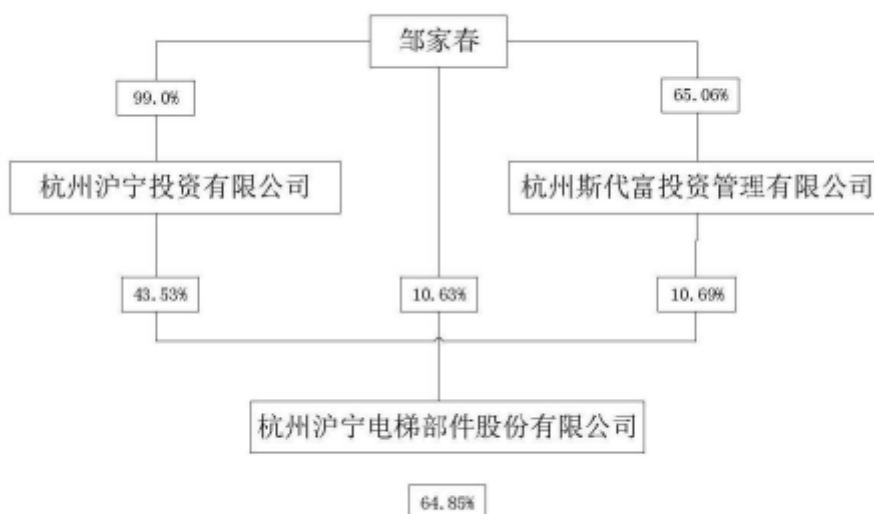 邹家春
99.0%
65.06%
杭州沪宁投资有限公司
杭州斯代富投资管理有限公司
43.53%
10.63%
10.69%
杭州沪宁电梯部件股份有限公司
64.85%